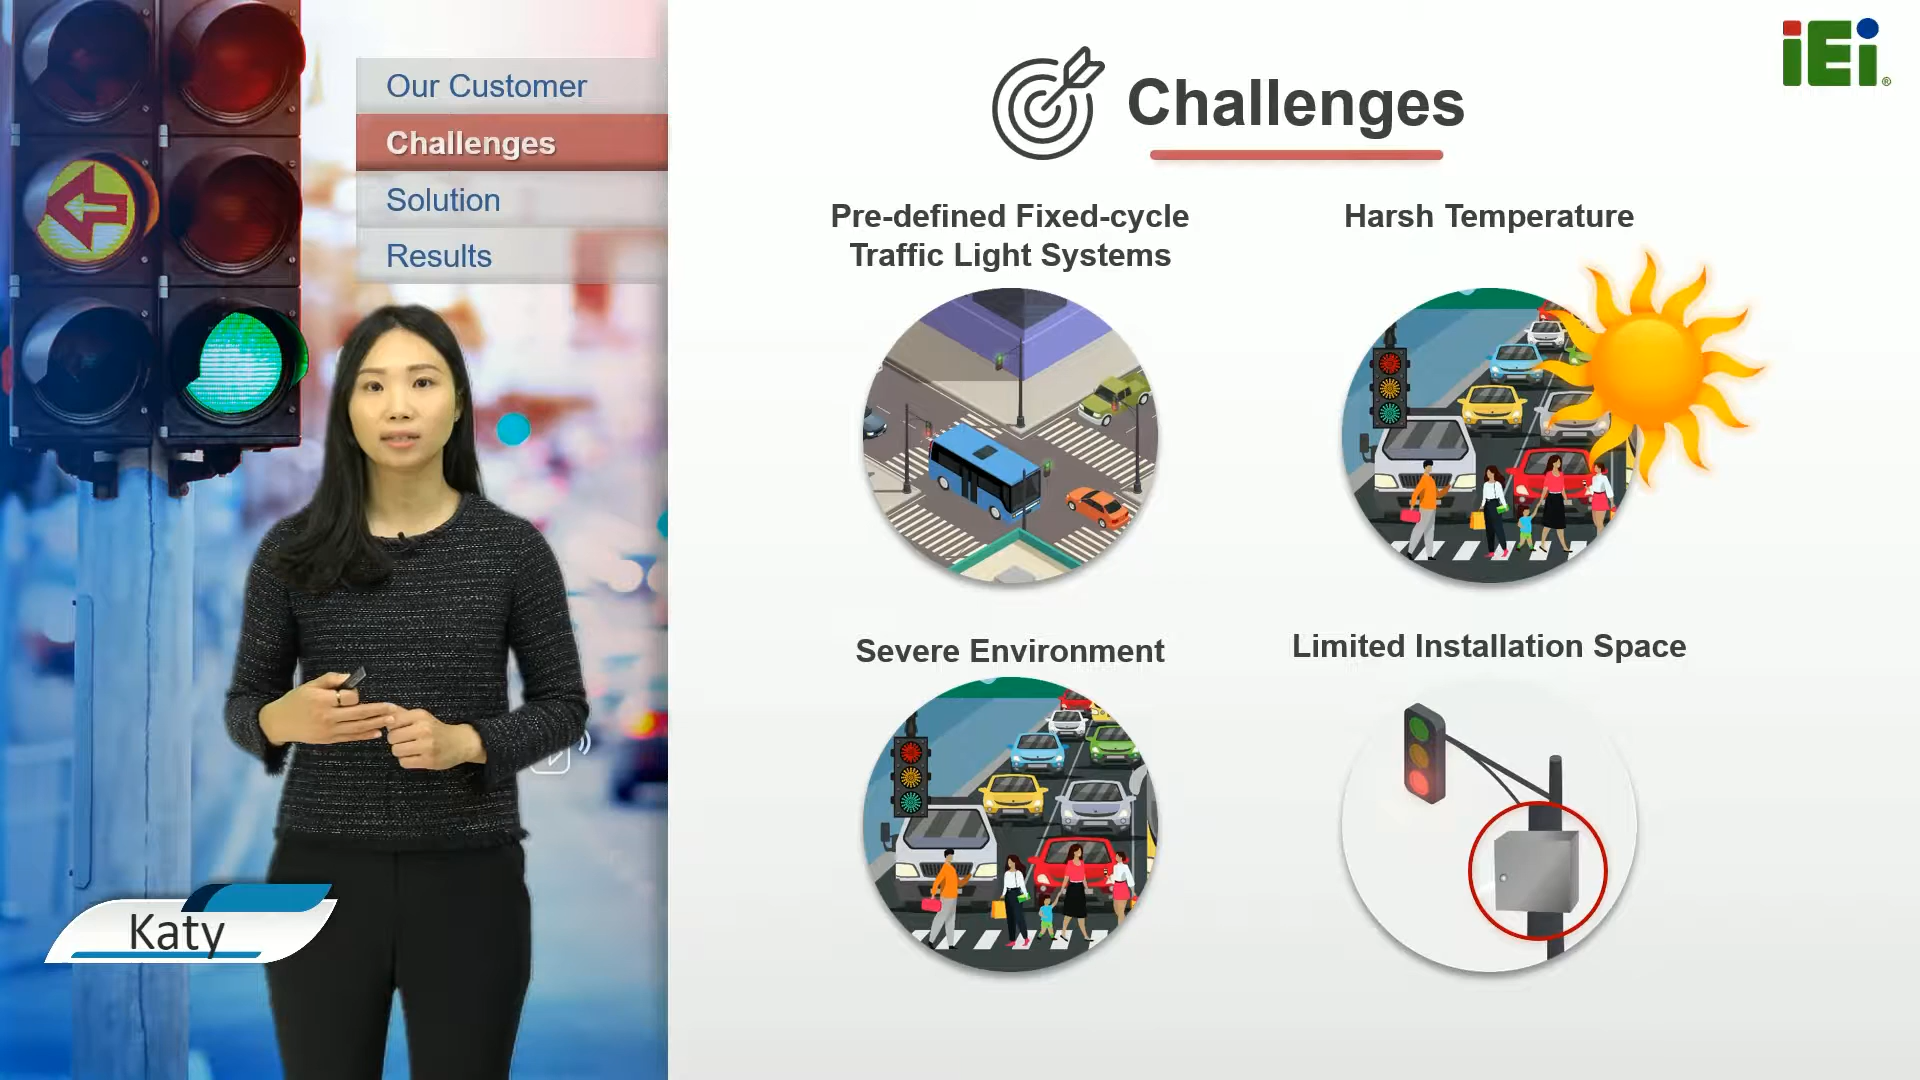 Our Customer
Challenges
Solution
Results
Katy
iEi®
Challenges
Pre-defined Fixed-cycle
Traffic Light Systems
Harsh Temperature
Severe Environment
Limited Installation Space